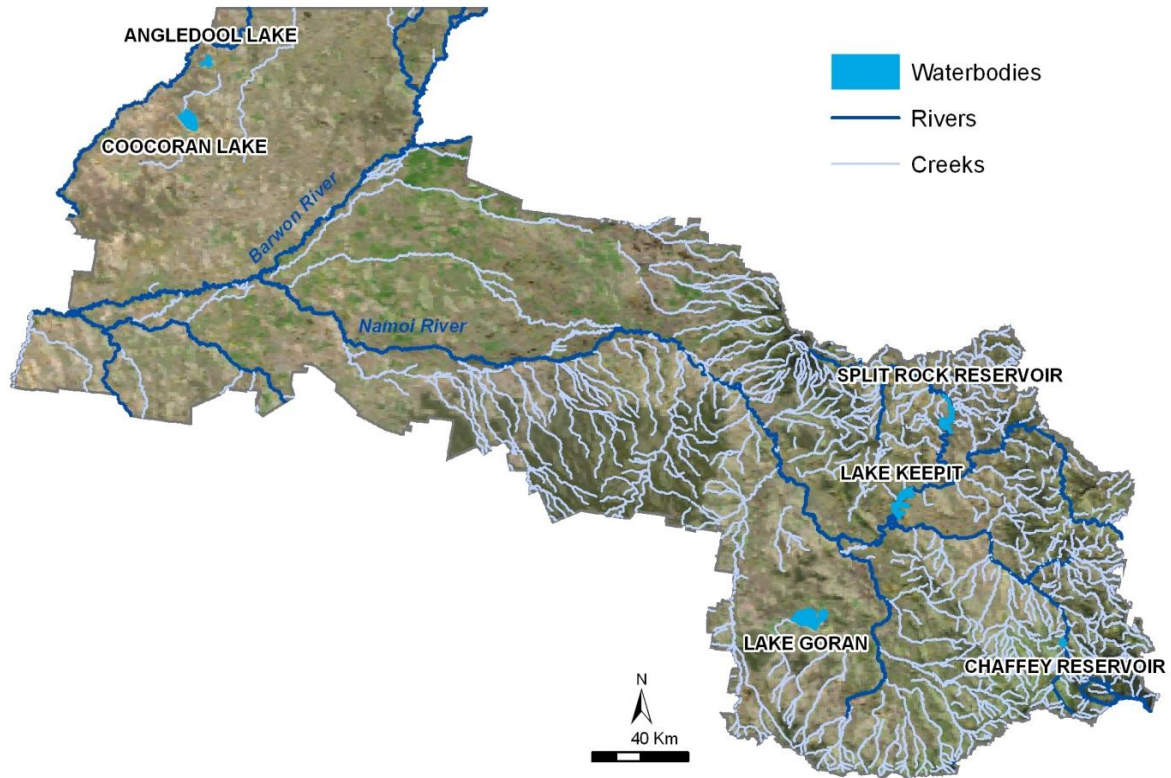 ANGLEDOOL LAKE
COOCORAN LAKE
Waterbodies
Rivers
Creeks
Barwon River
Namoi River
SPLIT ROCK RESERVOIR
LAKE KEEPIT
LAKE GORAN
CHAFFEY RESERVOIR
N
40 Km